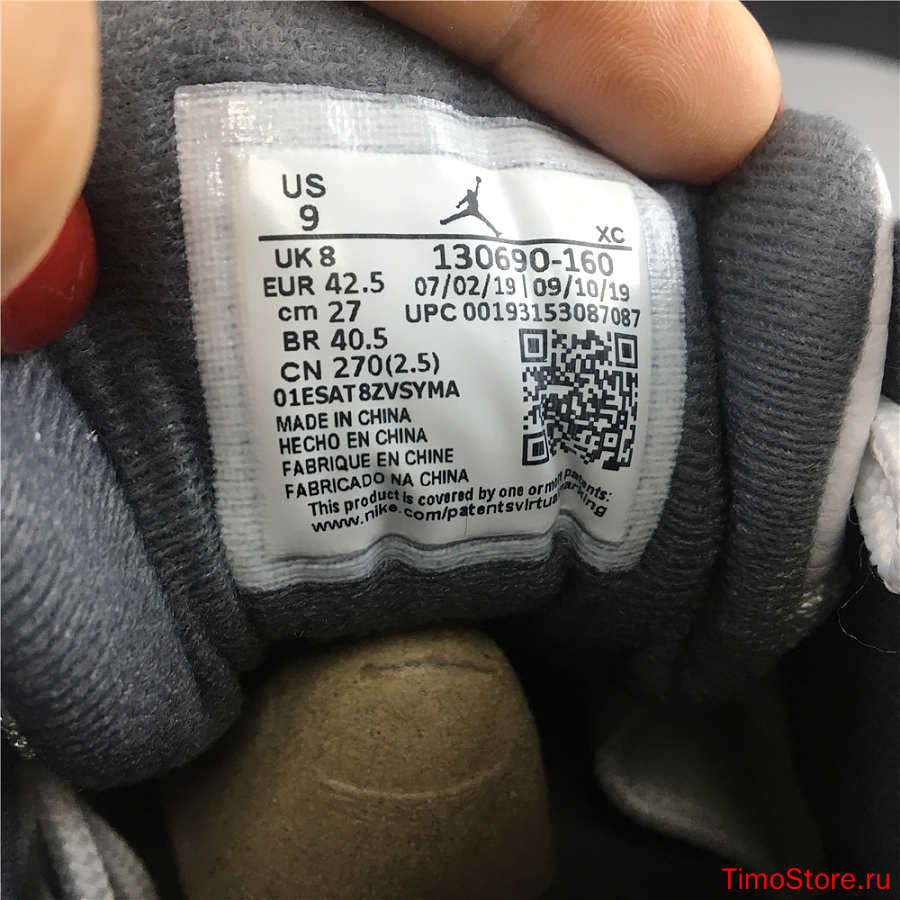 US
9
XC
UK 8 130690-160
EUR 42.5 07/02/19 | 09/10/19
cm 27 UPC 00193153087087
BR 40.5
CN 270(2.5)
01ESAT8ZVSYMA
MADE IN CHINA
HECHO EN CHINA
FABRIQUE EN CHINE
FABRICADO NA CHINA
This product is covered by one or more patents:
www.nike.com/patentsvirtualmarking
TimoStore.ru